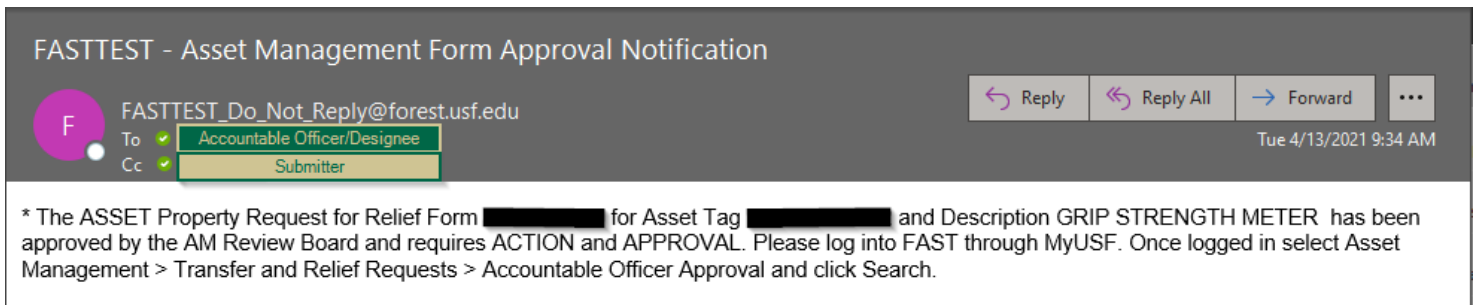 FASTTEST - Asset Management Form Approval Notification
F
FASTTEST_Do_Not_Reply@forest.usf.edu
To Accountable Officer/Designee
Cc Submitter
Reply
Reply All
Forward
Tue 4/13/2021 9:34 AM
* The ASSET Property Request for Relief Form for Asset Tag and Description GRIP STRENGTH METER has been
approved by the AM Review Board and requires ACTION and APPROVAL. Please log into FAST through MyUSF. Once logged in select Asset
Management > Transfer and Relief Requests > Accountable Officer Approval and click Search.